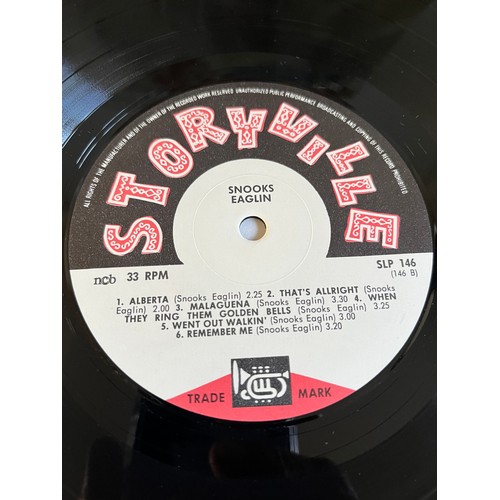 ALL RIGHTS OF THE MANUFACTURER AND OF THE OWNER OF THE RECORDED WORK RESERVED UNAUTHORIZED PUBLIC PERFORMANCE BROADCASTING AND COPYING OF THIS RECORD PROHIBITED
STORYVILLE
SNOOKS
EAGLIN
ncb 33 RPM
SLP 146
(146 B)
1. ALBERTA (Snooks Eaglin) 2.25 2. THAT'S ALLRIGHT (Snooks
Eaglin) 2.00 3. MALAGUENA (Snooks Eaglin) 3.30 4. WHEN
THEY RING THEM GOLDEN BELLS (Snooks Eaglin) 3.25
5. WENT OUT WALKIN' (Snooks Eaglin) 3.00
6. REMEMBER ME (Snooks Eaglin) 3.20
TRADE MARK